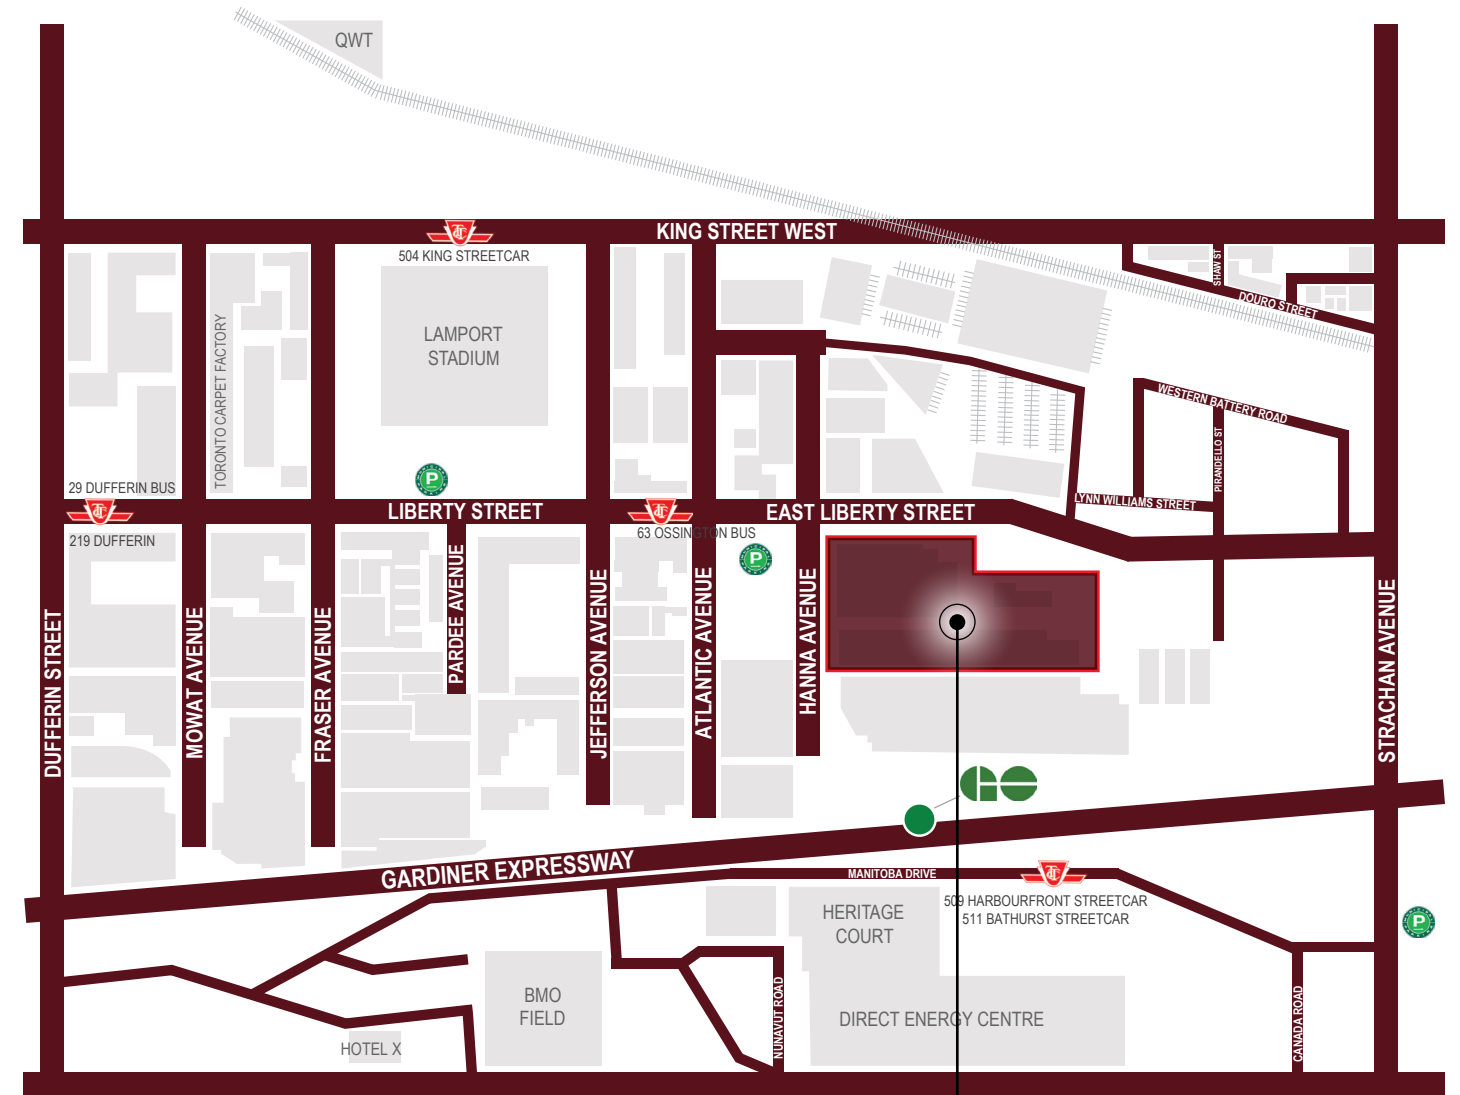 QWT
KING STREET WEST
504 KING STREETCAR
SHAW ST
DOURO STREET
LAMPORT
STADIUM
TORONTO CARPET FACTORY
WESTERN BATTERY ROAD
PIRANDELLO ST
29 DUFFERIN BUS
P
LYNN WILLIAMS STREET
LIBERTY STREET
EAST LIBERTY STREET
219 DUFFERIN
63 OSSINGTON BUS
P
DUFFERIN STREET
MOWAT AVENUE
FRASER AVENUE
PARDEE AVENUE
JEFFERSON AVENUE
ATLANTIC AVENUE
HANNA AVENUE
STRACHAN AVENUE
GO
GARDINER EXPRESSWAY
MANITOBA DRIVE
509 HARBOURFRONT STREETCAR
511 BATHURST STREETCAR
HERITAGE
COURT
P
BMO
FIELD
NUNAVUT ROAD
DIRECT ENERGY CENTRE
CANADA ROAD
HOTEL X